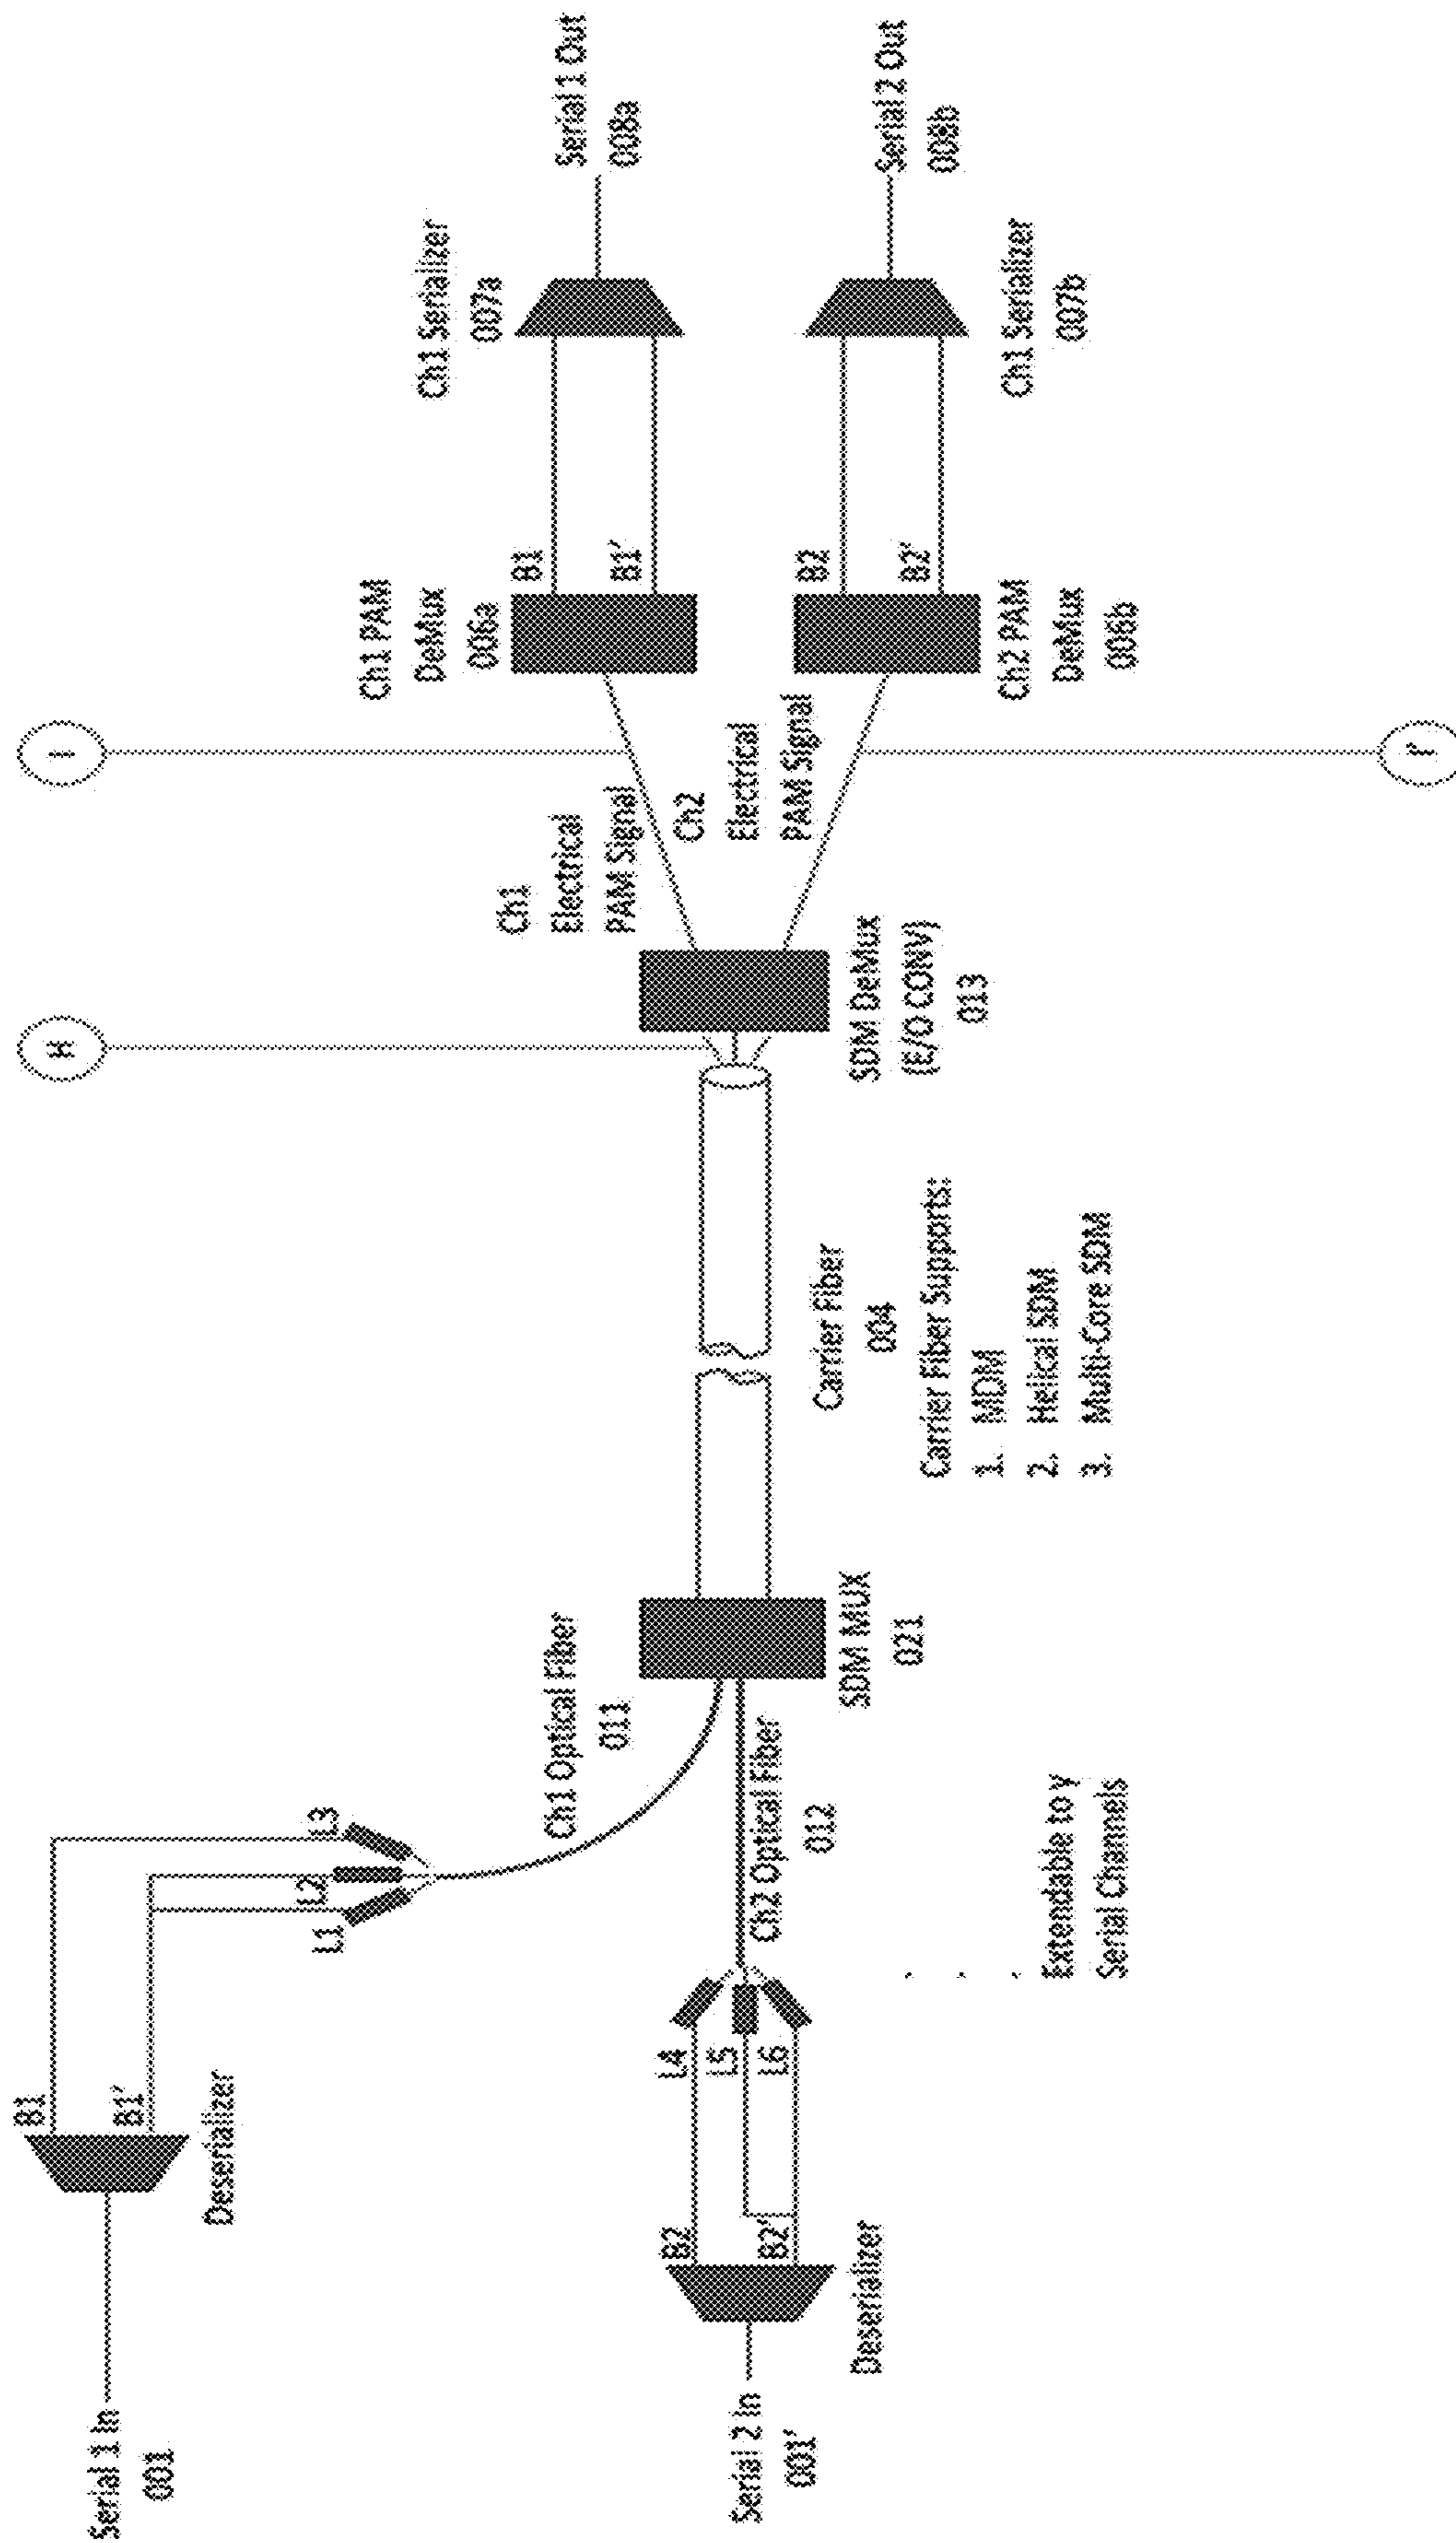 Serial 1 In
001
B1
B1'
Deserializer
L1
L2
L3
Ch1 Optical Fiber
011
Serial 2 In
001'
B2
B2'
Deserializer
L4
L5
L6
Ch2 Optical Fiber
012
Extendable to y
Serial Channels
SDM MUX
021
Carrier Fiber
004
Carrier Fiber Supports:
1. MDM
2. Helical SDM
3. Multi-Core SDM
H
SDM DeMux
(E/O CONV)
013
Ch1
Electrical
PAM Signal
Ch2
Electrical
PAM Signal
I
I'
Ch1 PAM
DeMux
006a
B1
B1'
Ch1 Serializer
007a
Serial 1 Out
008a
Ch2 PAM
DeMux
006b
B2
B2'
Ch1 Serializer
007b
Serial 2 Out
008b